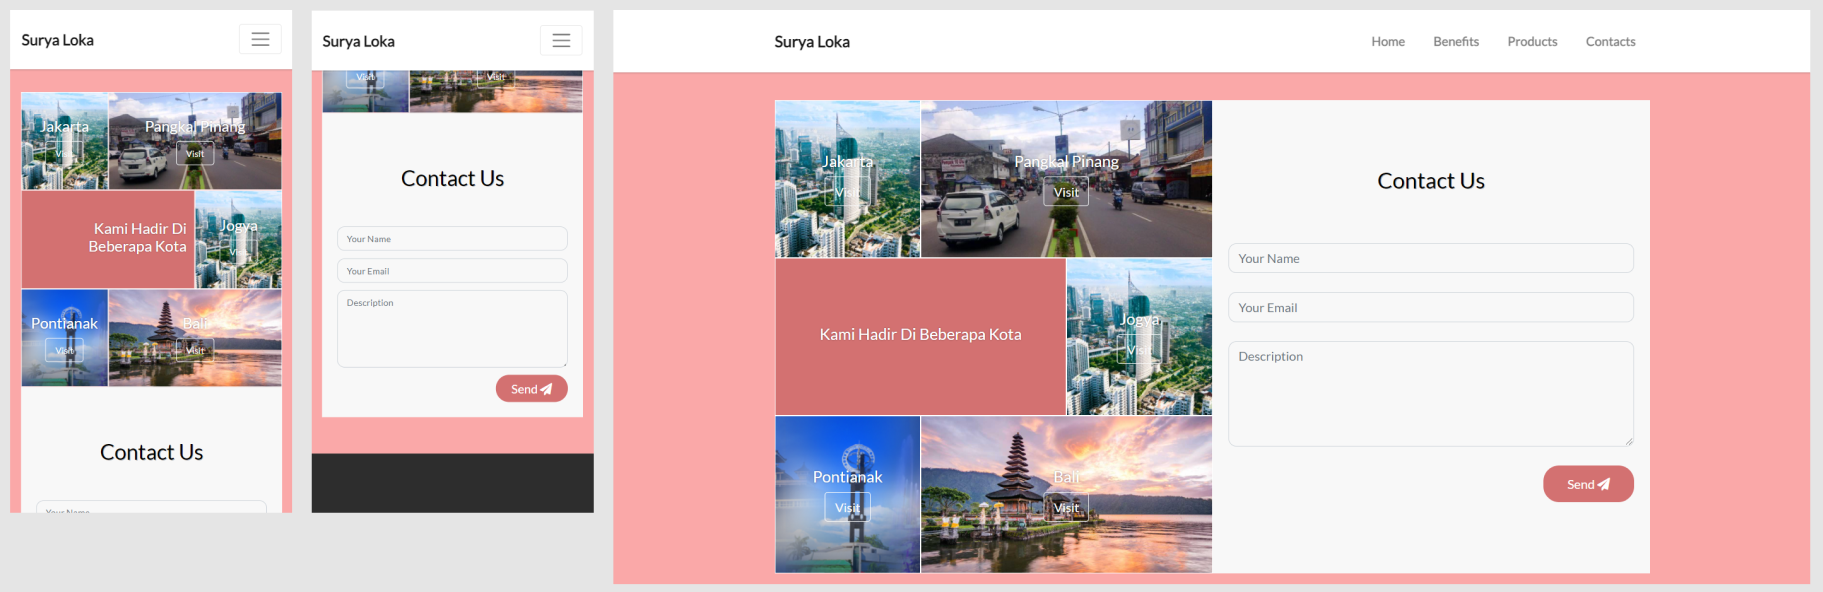 Surya Loka
Jakarta
Visit
Pangkal Pinang
Visit
Kami Hadir Di
Beberapa Kota
Jogya
Visit
Pontianak
Visit
Bali
Visit
Contact Us
Your Name
Surya Loka
Visit
Visit
Contact Us
Your Name
Your Email
Description
Send
Surya Loka
Home
Benefits
Products
Contacts
Jakarta
Visit
Pangkal Pinang
Visit
Kami Hadir Di Beberapa Kota
Jogya
Visit
Pontianak
Visit
Bali
Visit
Contact Us
Your Name
Your Email
Description
Send